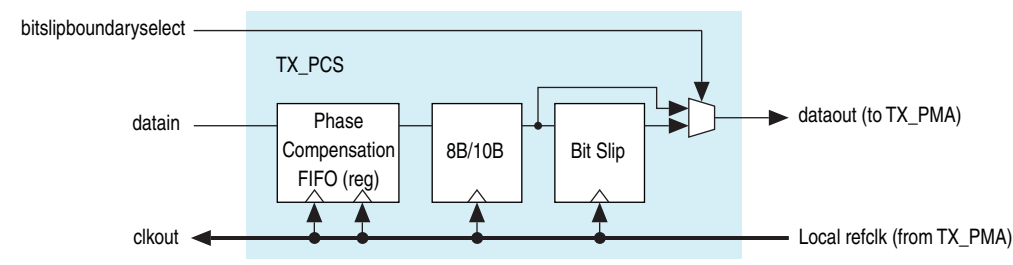 bitslipboundaryselect
TX_PCS
datain
Phase
Compensation
FIFO (reg)
8B/10B
Bit Slip
dataout (to TX_PMA)
clkout
Local refclk (from TX_PMA)